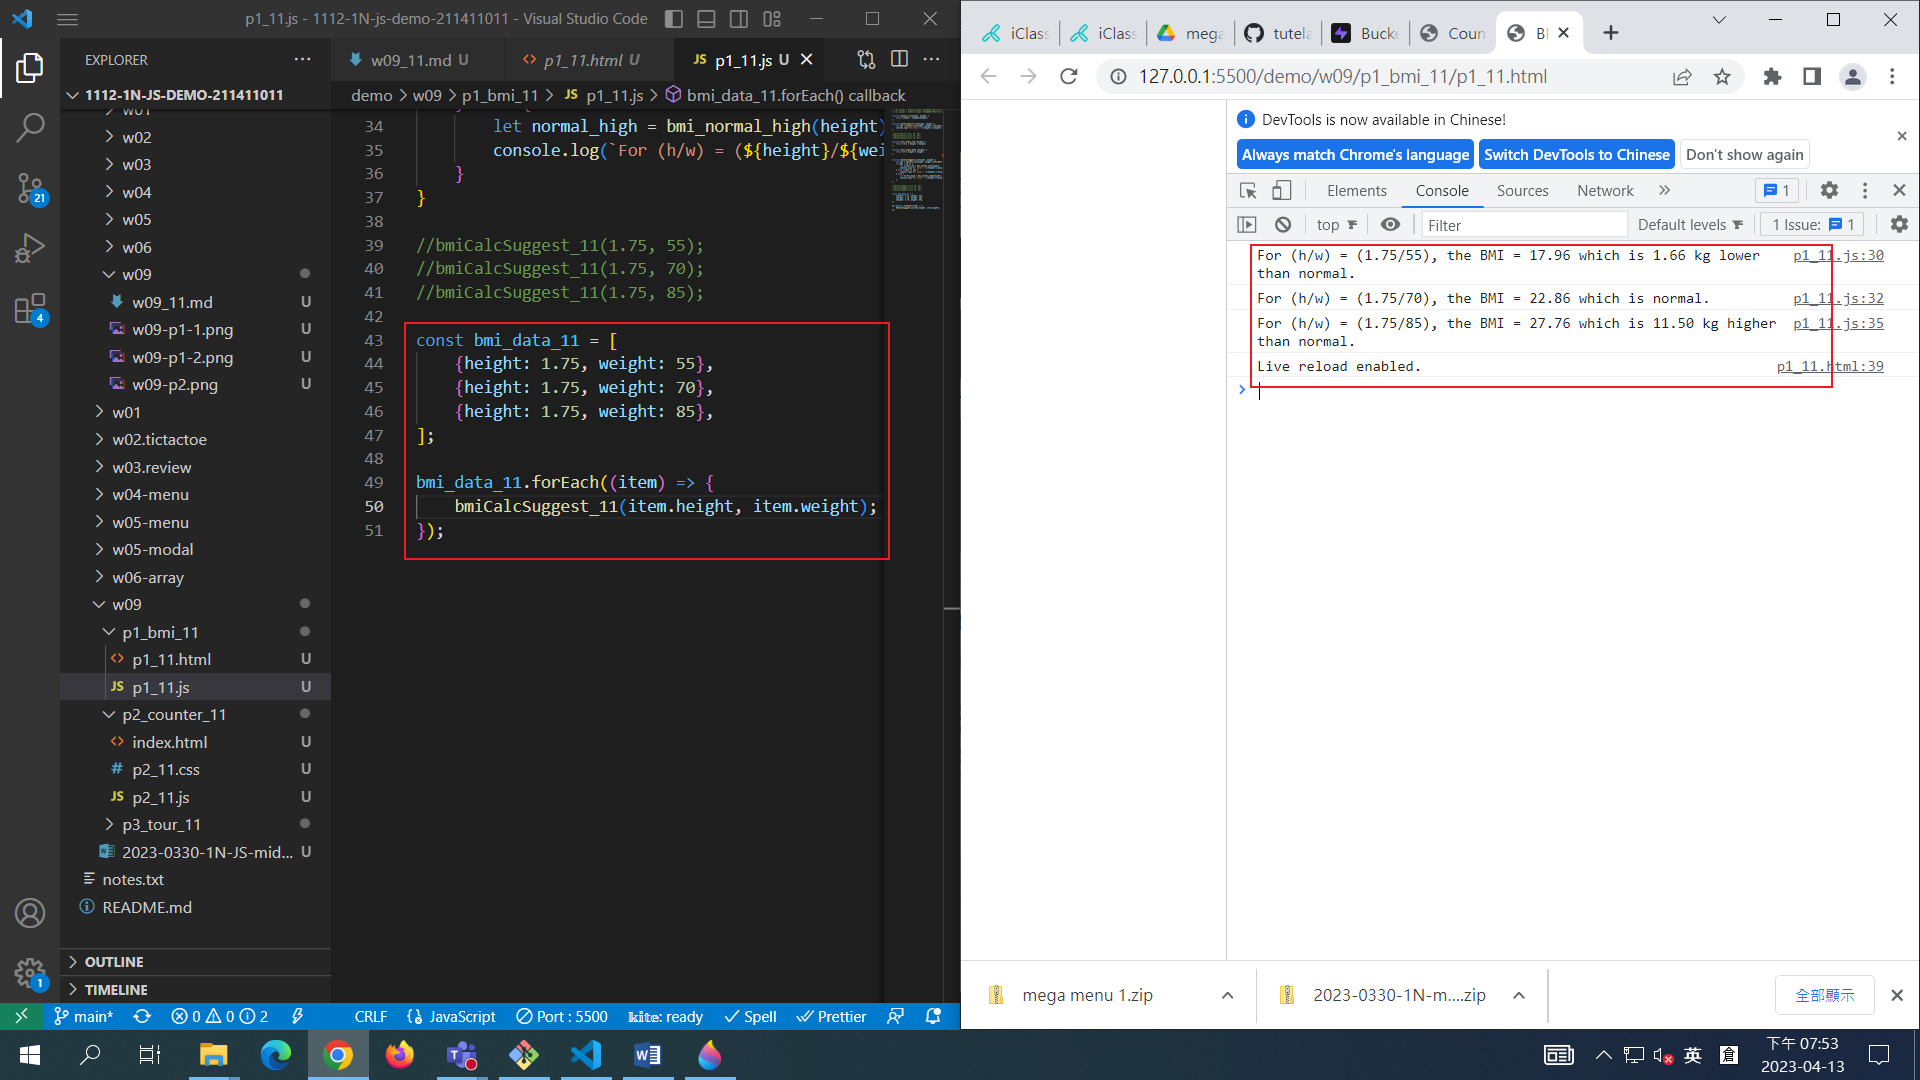 p1_11.js - 1112-1N-js-demo-211411011 - Visual Studio Code
EXPLORER
1112-1N-JS-DEMO-211411011
w01
w02
w03
w04
w05
w06
w09
w09_11.md U
w09-p1-1.png U
w09-p1-2.png U
w09-p2.png U
w01
w02.tictactoe
w03.review
w04-menu
w05-menu
w05-modal
w06-array
w09
p1_bmi_11
p1_11.html U
JS p1_11.js U
p2_counter_11
index.html U
# p2_11.css U
JS p2_11.js U
p3_tour_11
2023-0330-1N-JS-mid... U
notes.txt
README.md
OUTLINE
TIMELINE
21
4
1
w09_11.md U
p1_11.html U
JS p1_11.js U
demo > w09 > p1_bmi_11 > JS p1_11.js > bmi_data_11.forEach() callback
34 let normal_high = bmi_normal_high(height)
35 console.log(`For (h/w) = (${height}/${wei
36 }
37 }
38
39 //bmiCalcSuggest_11(1.75, 55);
40 //bmiCalcSuggest_11(1.75, 70);
41 //bmiCalcSuggest_11(1.75, 85);
42
43 const bmi_data_11 = [
44 {height: 1.75, weight: 55},
45 {height: 1.75, weight: 70},
46 {height: 1.75, weight: 85},
47 ];
48
49 bmi_data_11.forEach((item) => {
50 bmiCalcSuggest_11(item.height, item.weight);
51 });
main* 0 0 2 CRLF {} JavaScript Port : 5500 kite: ready Spell Prettier
iClass iClass mega tutela Bucke Coun BI
127.0.0.1:5500/demo/w09/p1_bmi_11/p1_11.html
DevTools is now available in Chinese!
Always match Chrome's language Switch DevTools to Chinese Don't show again
Elements Console Sources Network 1
top Filter Default levels 1 Issue: 1
For (h/w) = (1.75/55), the BMI = 17.96 which is 1.66 kg lower p1_11.js:30
than normal.
For (h/w) = (1.75/70), the BMI = 22.86 which is normal. p1_11.js:32
For (h/w) = (1.75/85), the BMI = 27.76 which is 11.50 kg higher p1_11.js:35
than normal.
Live reload enabled. p1_11.html:39
mega menu 1.zip
2023-0330-1N-m....zip
全部顯示
英
倉
下午 07:53
2023-04-13